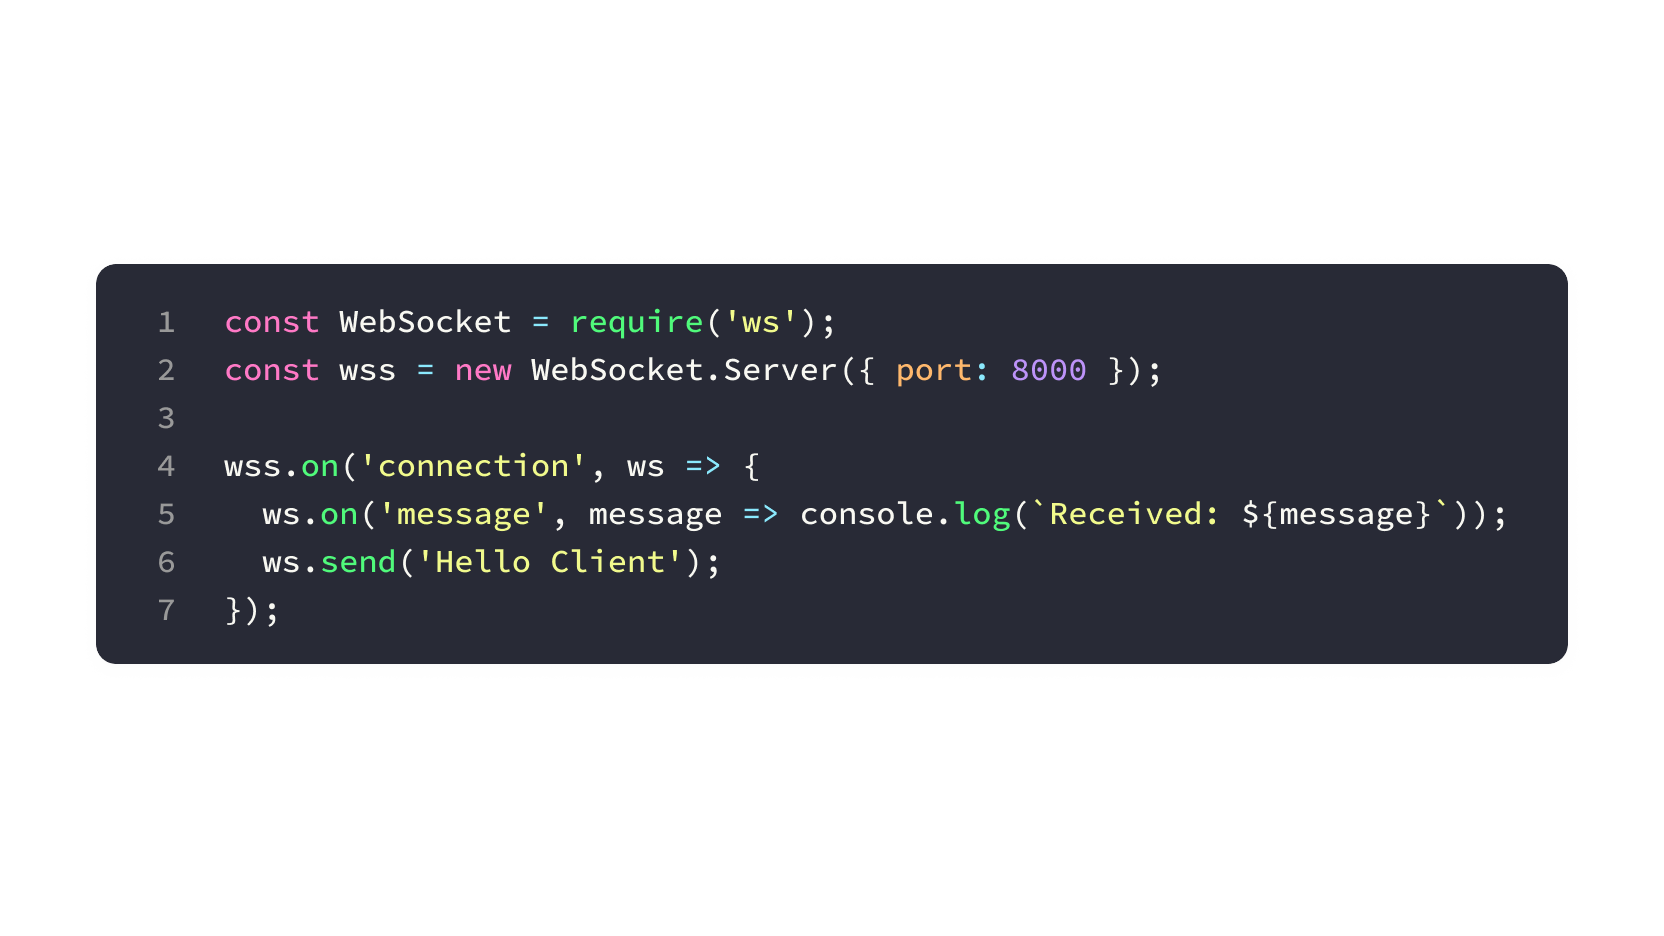 1 const WebSocket = require('ws');
2 const wss = new WebSocket.Server({ port: 8000 });
3
4 wss.on('connection', ws => {
5   ws.on('message', message => console.log(`Received: ${message}`));
6   ws.send('Hello Client');
7 });